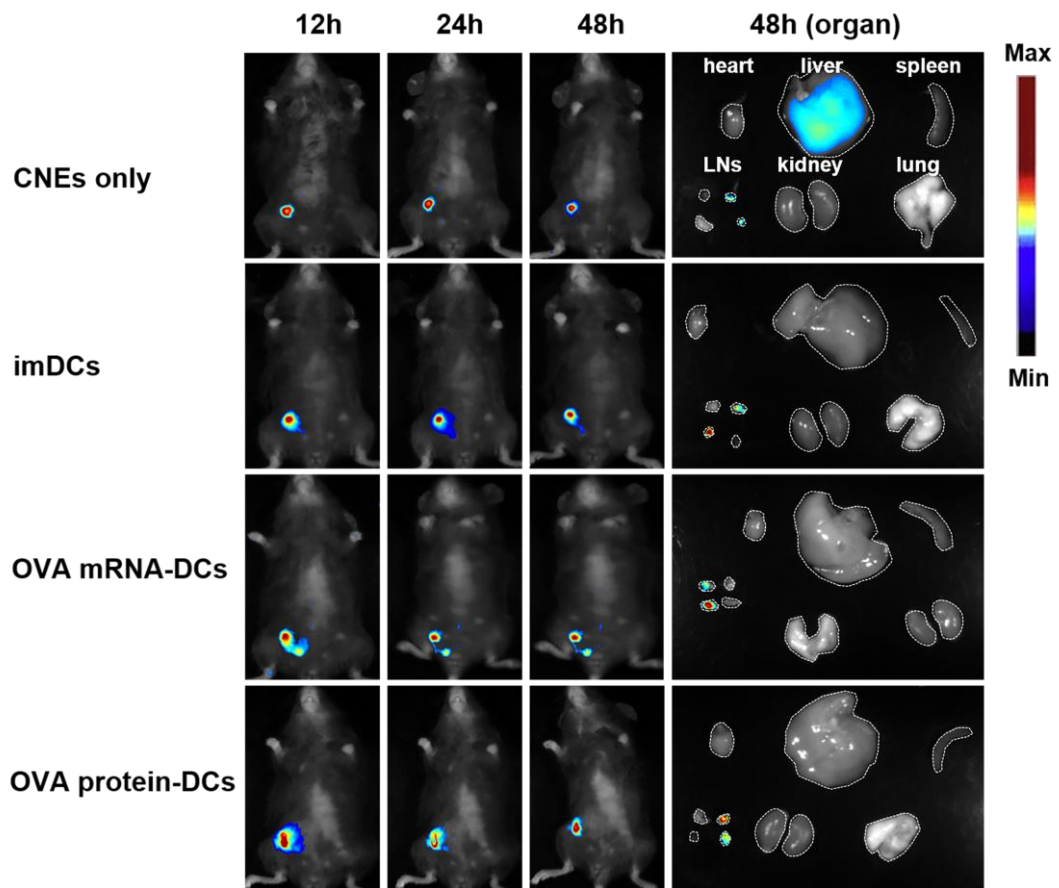 12h 24h 48h 48h (organ)
Max
heart liver spleen
CNEs only
LNs kidney lung
imDCs
Min
OVA mRNA-DCs
OVA protein-DCs